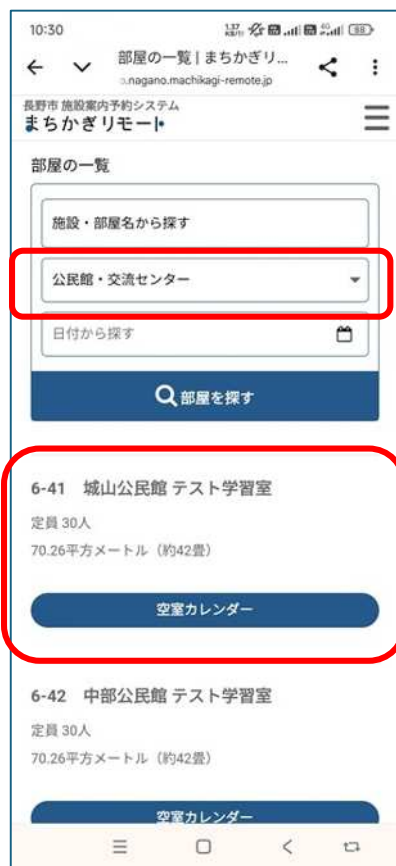 10:30
1.37
KB/s
4G
98
部屋の一覧 | まちかぎリ...
.nagano.machikagi-remote.jp
長野市 施設案内予約システム
まちかぎリモート
部屋の一覧
施設・部屋名から探す
公民館・交流センター
日付から探す
部屋を探す
6-41 城山公民館 テスト学習室
定員 30人
70.26平方メートル（約42畳）
空室カレンダー
6-42 中部公民館 テスト学習室
定員 30人
70.26平方メートル（約42畳）
空室カレンダー